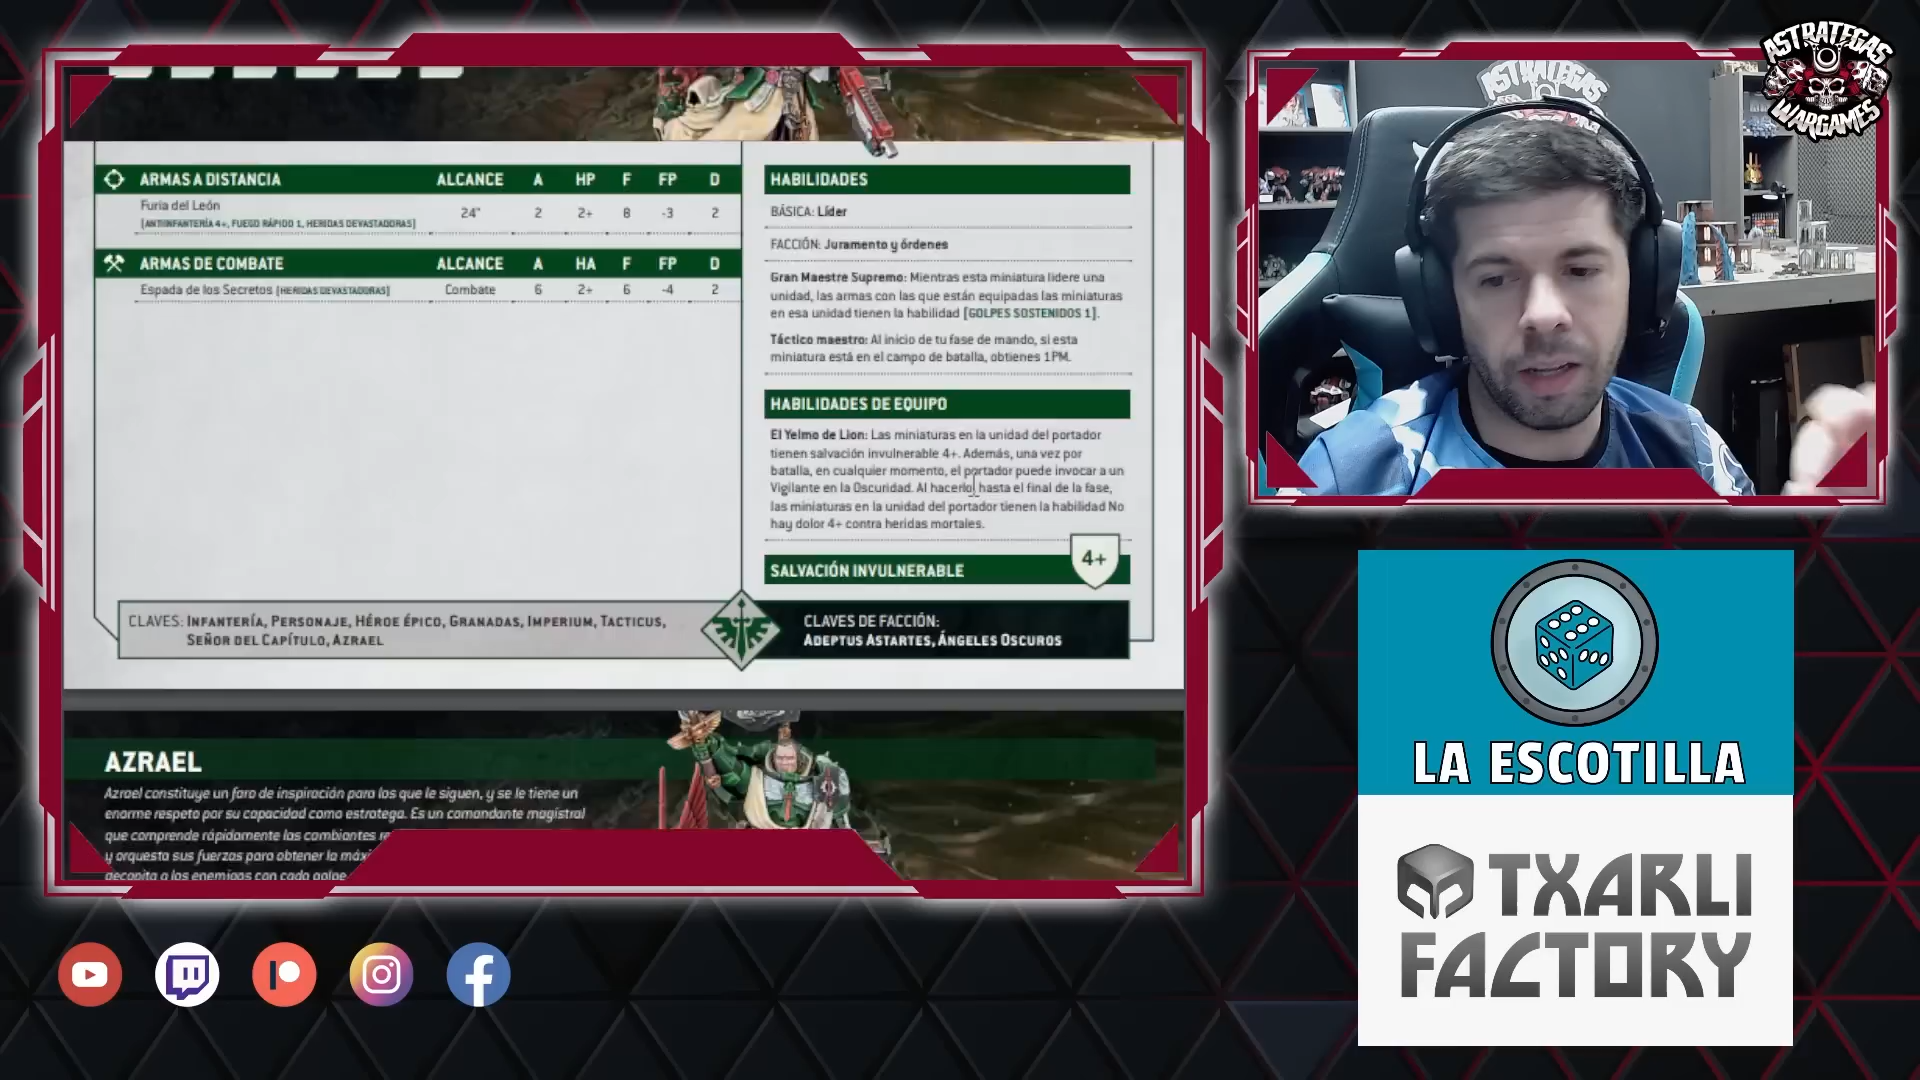 ARMAS A DISTANCIA ALCANCE A HP F FP D
Furia del León 24" 2 2+ 8 -3 2
[ANTIINFANTERÍA 4+, FUEGO RÁPIDO 1, HERIDAS DEVASTADORAS]
ARMAS DE COMBATE ALCANCE A HA F FP D
Espada de los Secretos [HERIDAS DEVASTADORAS] Combate 6 2+ 6 -4 2
HABILIDADES
BÁSICA: Líder
FACCIÓN: Juramento y órdenes
Gran Maestre Supremo: Mientras esta miniatura lidere una
unidad, las armas con las que están equipadas las miniaturas
en esa unidad tienen la habilidad [GOLPES SOSTENIDOS 1].
Táctico maestro: Al inicio de tu fase de mando, si esta
miniatura está en el campo de batalla, obtienes 1PM.
HABILIDADES DE EQUIPO
El Yelmo de Lion: Las miniaturas en la unidad del portador
tienen salvación invulnerable 4+. Además, una vez por
batalla, en cualquier momento, el portador puede invocar a un
Vigilante en la Oscuridad. Al hacerlo, hasta el final de la fase,
las miniaturas en la unidad del portador tienen la habilidad No
hay dolor 4+ contra heridas mortales.
SALVACIÓN INVULNERABLE 4+
CLAVES: INFANTERÍA, PERSONAJE, HÉROE ÉPICO, GRANADAS, IMPERIUM, TACTICUS,
SEÑOR DEL CAPÍTULO, AZRAEL
CLAVES DE FACCIÓN:
ADEPTUS ASTARTES, ÁNGELES OSCUROS
AZRAEL
Azrael constituye un faro de inspiración para los que le siguen, y se le tiene un
enorme respeto por su capacidad como estratega. Es un comandante magistral
que comprende rápidamente las cambiantes
y orquesta sus fuerzas para obtener la
decapita a los enemigos con cada golpe
ASTRATEGAS
WARGAMES
ASTRATEGAS
LA ESCOTILLA
TXARLI
FACTORY